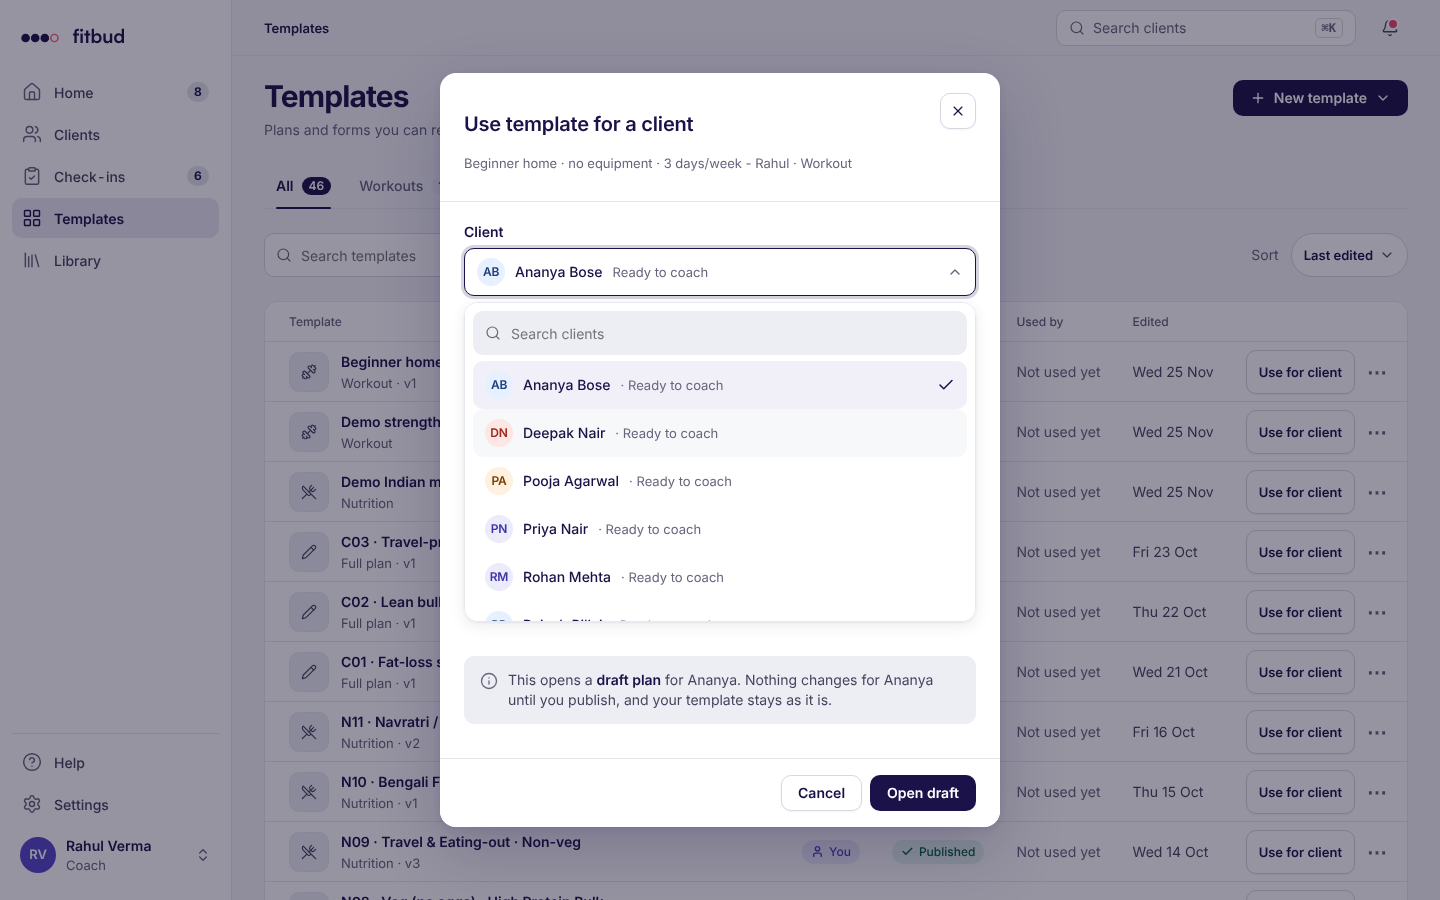 fitbud
Templates
Search clients
⌘K
Home
8
Clients
Check-ins
6
Templates
Library
Help
Settings
RV
Rahul Verma
Coach
Templates
Plans and forms you can re
New template
All 46
Workouts
Search templates
Sort
Last edited
Template
Used by
Edited
Beginner home
Workout · v1
Not used yet
Wed 25 Nov
Use for client
Demo strength
Workout
Not used yet
Wed 25 Nov
Use for client
Demo Indian m
Nutrition
Not used yet
Wed 25 Nov
Use for client
C03 · Travel-pr
Full plan · v1
Not used yet
Fri 23 Oct
Use for client
C02 · Lean bul
Full plan · v1
Not used yet
Thu 22 Oct
Use for client
C01 · Fat-loss s
Full plan · v1
Not used yet
Wed 21 Oct
Use for client
N11 · Navratri /
Nutrition · v2
Not used yet
Fri 16 Oct
Use for client
N10 · Bengali F
Nutrition · v1
Not used yet
Thu 15 Oct
Use for client
N09 · Travel & Eating-out · Non-veg
Nutrition · v3
You
Published
Not used yet
Wed 14 Oct
Use for client
Use template for a client
Beginner home · no equipment · 3 days/week - Rahul · Workout
Client
AB Ananya Bose Ready to coach
Search clients
AB Ananya Bose · Ready to coach
DN Deepak Nair · Ready to coach
PA Pooja Agarwal · Ready to coach
PN Priya Nair · Ready to coach
RM Rohan Mehta · Ready to coach
This opens a draft plan for Ananya. Nothing changes for Ananya
until you publish, and your template stays as it is.
Cancel
Open draft